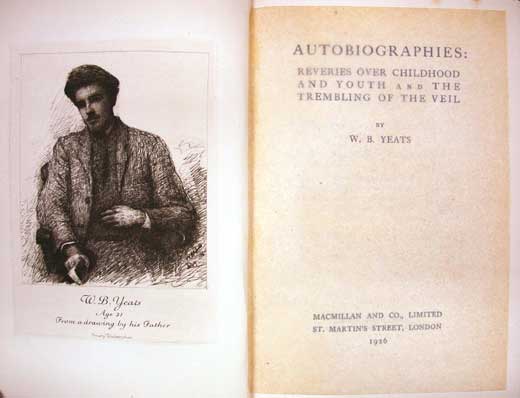 W. B. Yeats
Age 21
From a drawing by his Father
AUTOBIOGRAPHIES:
REVERIES OVER CHILDHOOD
AND YOUTH AND THE
TREMBLING OF THE VEIL
BY
W. B. YEATS
MACMILLAN AND CO., LIMITED
ST. MARTIN'S STREET, LONDON
1926